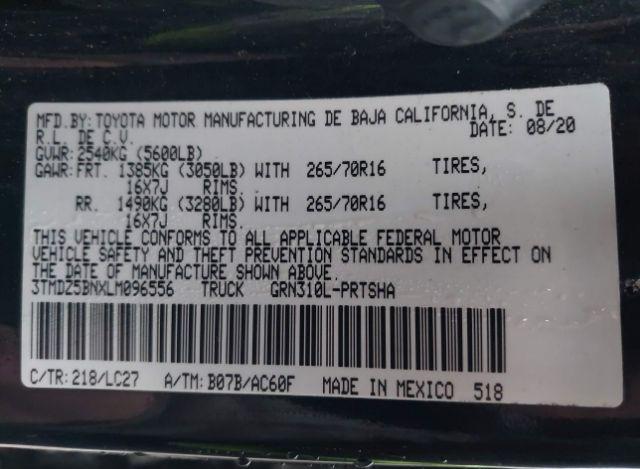 MFD.BY:TOYOTA MOTOR MANUFACTURING DE BAJA CALIFORNIA, S. DE
R.L. DE C.V. DATE: 08/20
GVWR:2540KG (5600LB)
GAWR:FRT. 1385KG (3050LB) WITH 265/70R16 TIRES,
16X7J RIMS.
RR. 1490KG (3280LB) WITH 265/70R16 TIRES,
16X7J RIMS.
THIS VEHICLE CONFORMS TO ALL APPLICABLE FEDERAL MOTOR
VEHICLE SAFETY AND THEFT PREVENTION STANDARDS IN EFFECT ON
THE DATE OF MANUFACTURE SHOWN ABOVE.
3TMDZ5BNXLM096556 TRUCK GRN310L-PRTSHA
C/TR:218/LC27 A/TM:B07B/AC60F MADE IN MEXICO 518